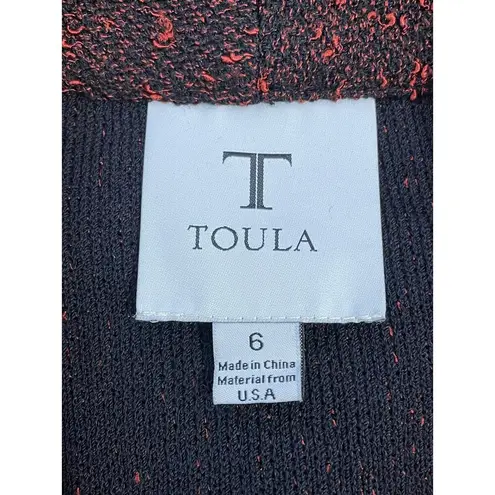 T
TOULA
6
Made in China
Material from
U.S.A